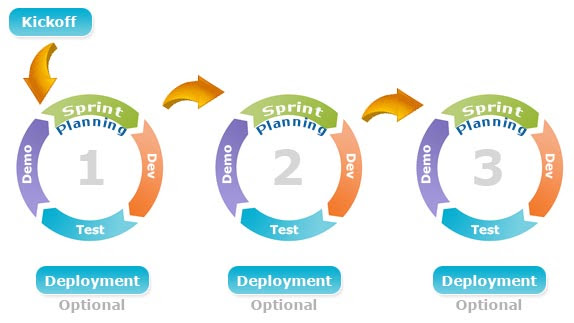 Kickoff
Sprint
Planning
1
Demo
Dev
Test
Deployment
Optional
Sprint
Planning
2
Demo
Dev
Test
Deployment
Optional
Sprint
Planning
3
Demo
Dev
Test
Deployment
Optional